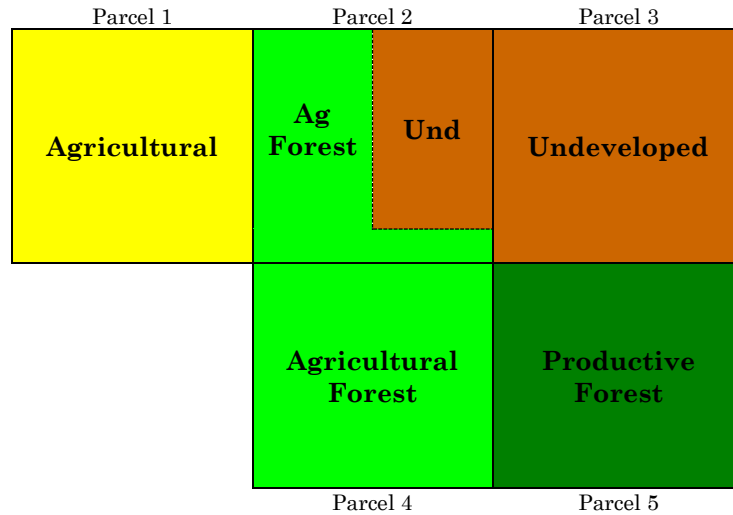 Parcel 1
Parcel 2
Parcel 3
Agricultural
Ag
Forest
Und
Undeveloped
Agricultural
Forest
Productive
Forest
Parcel 4
Parcel 5